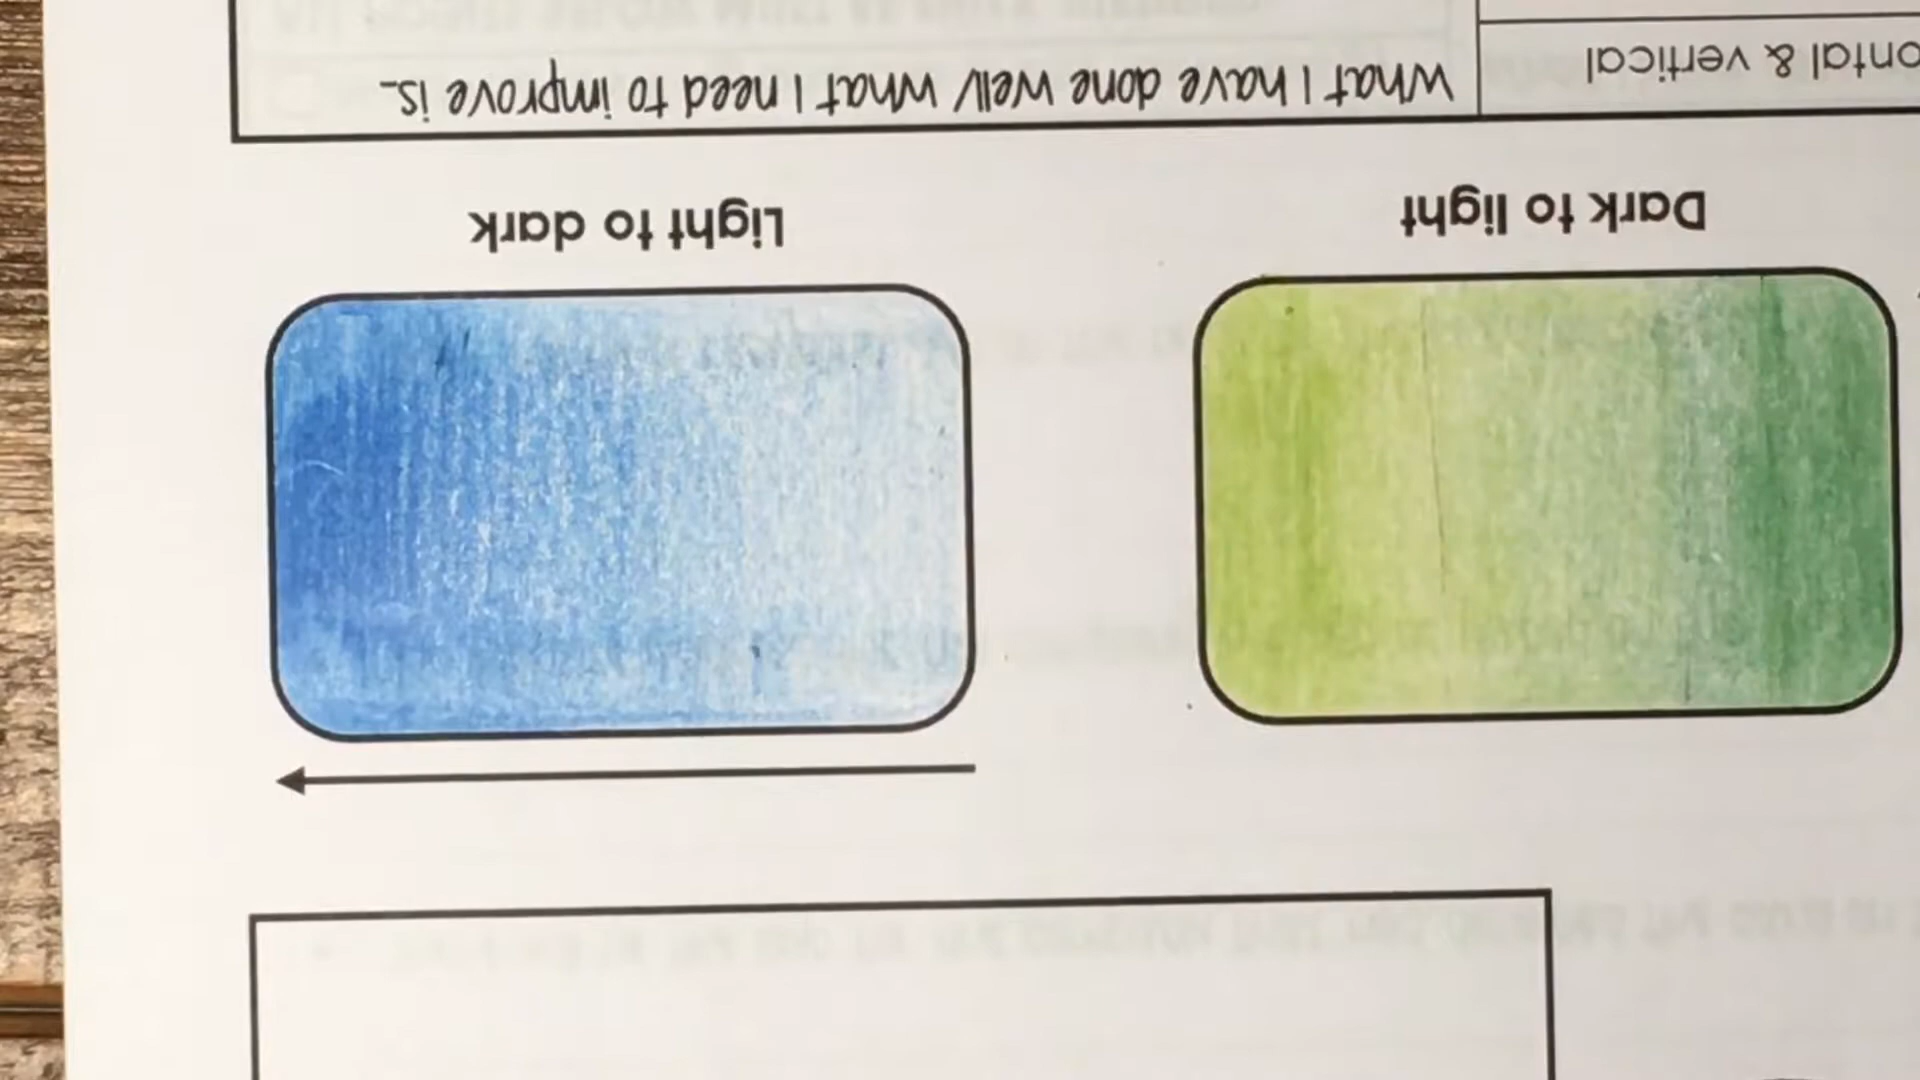 Dark to light
Light to dark
ontal & vertical
What I have done well/ what I need to improve is..